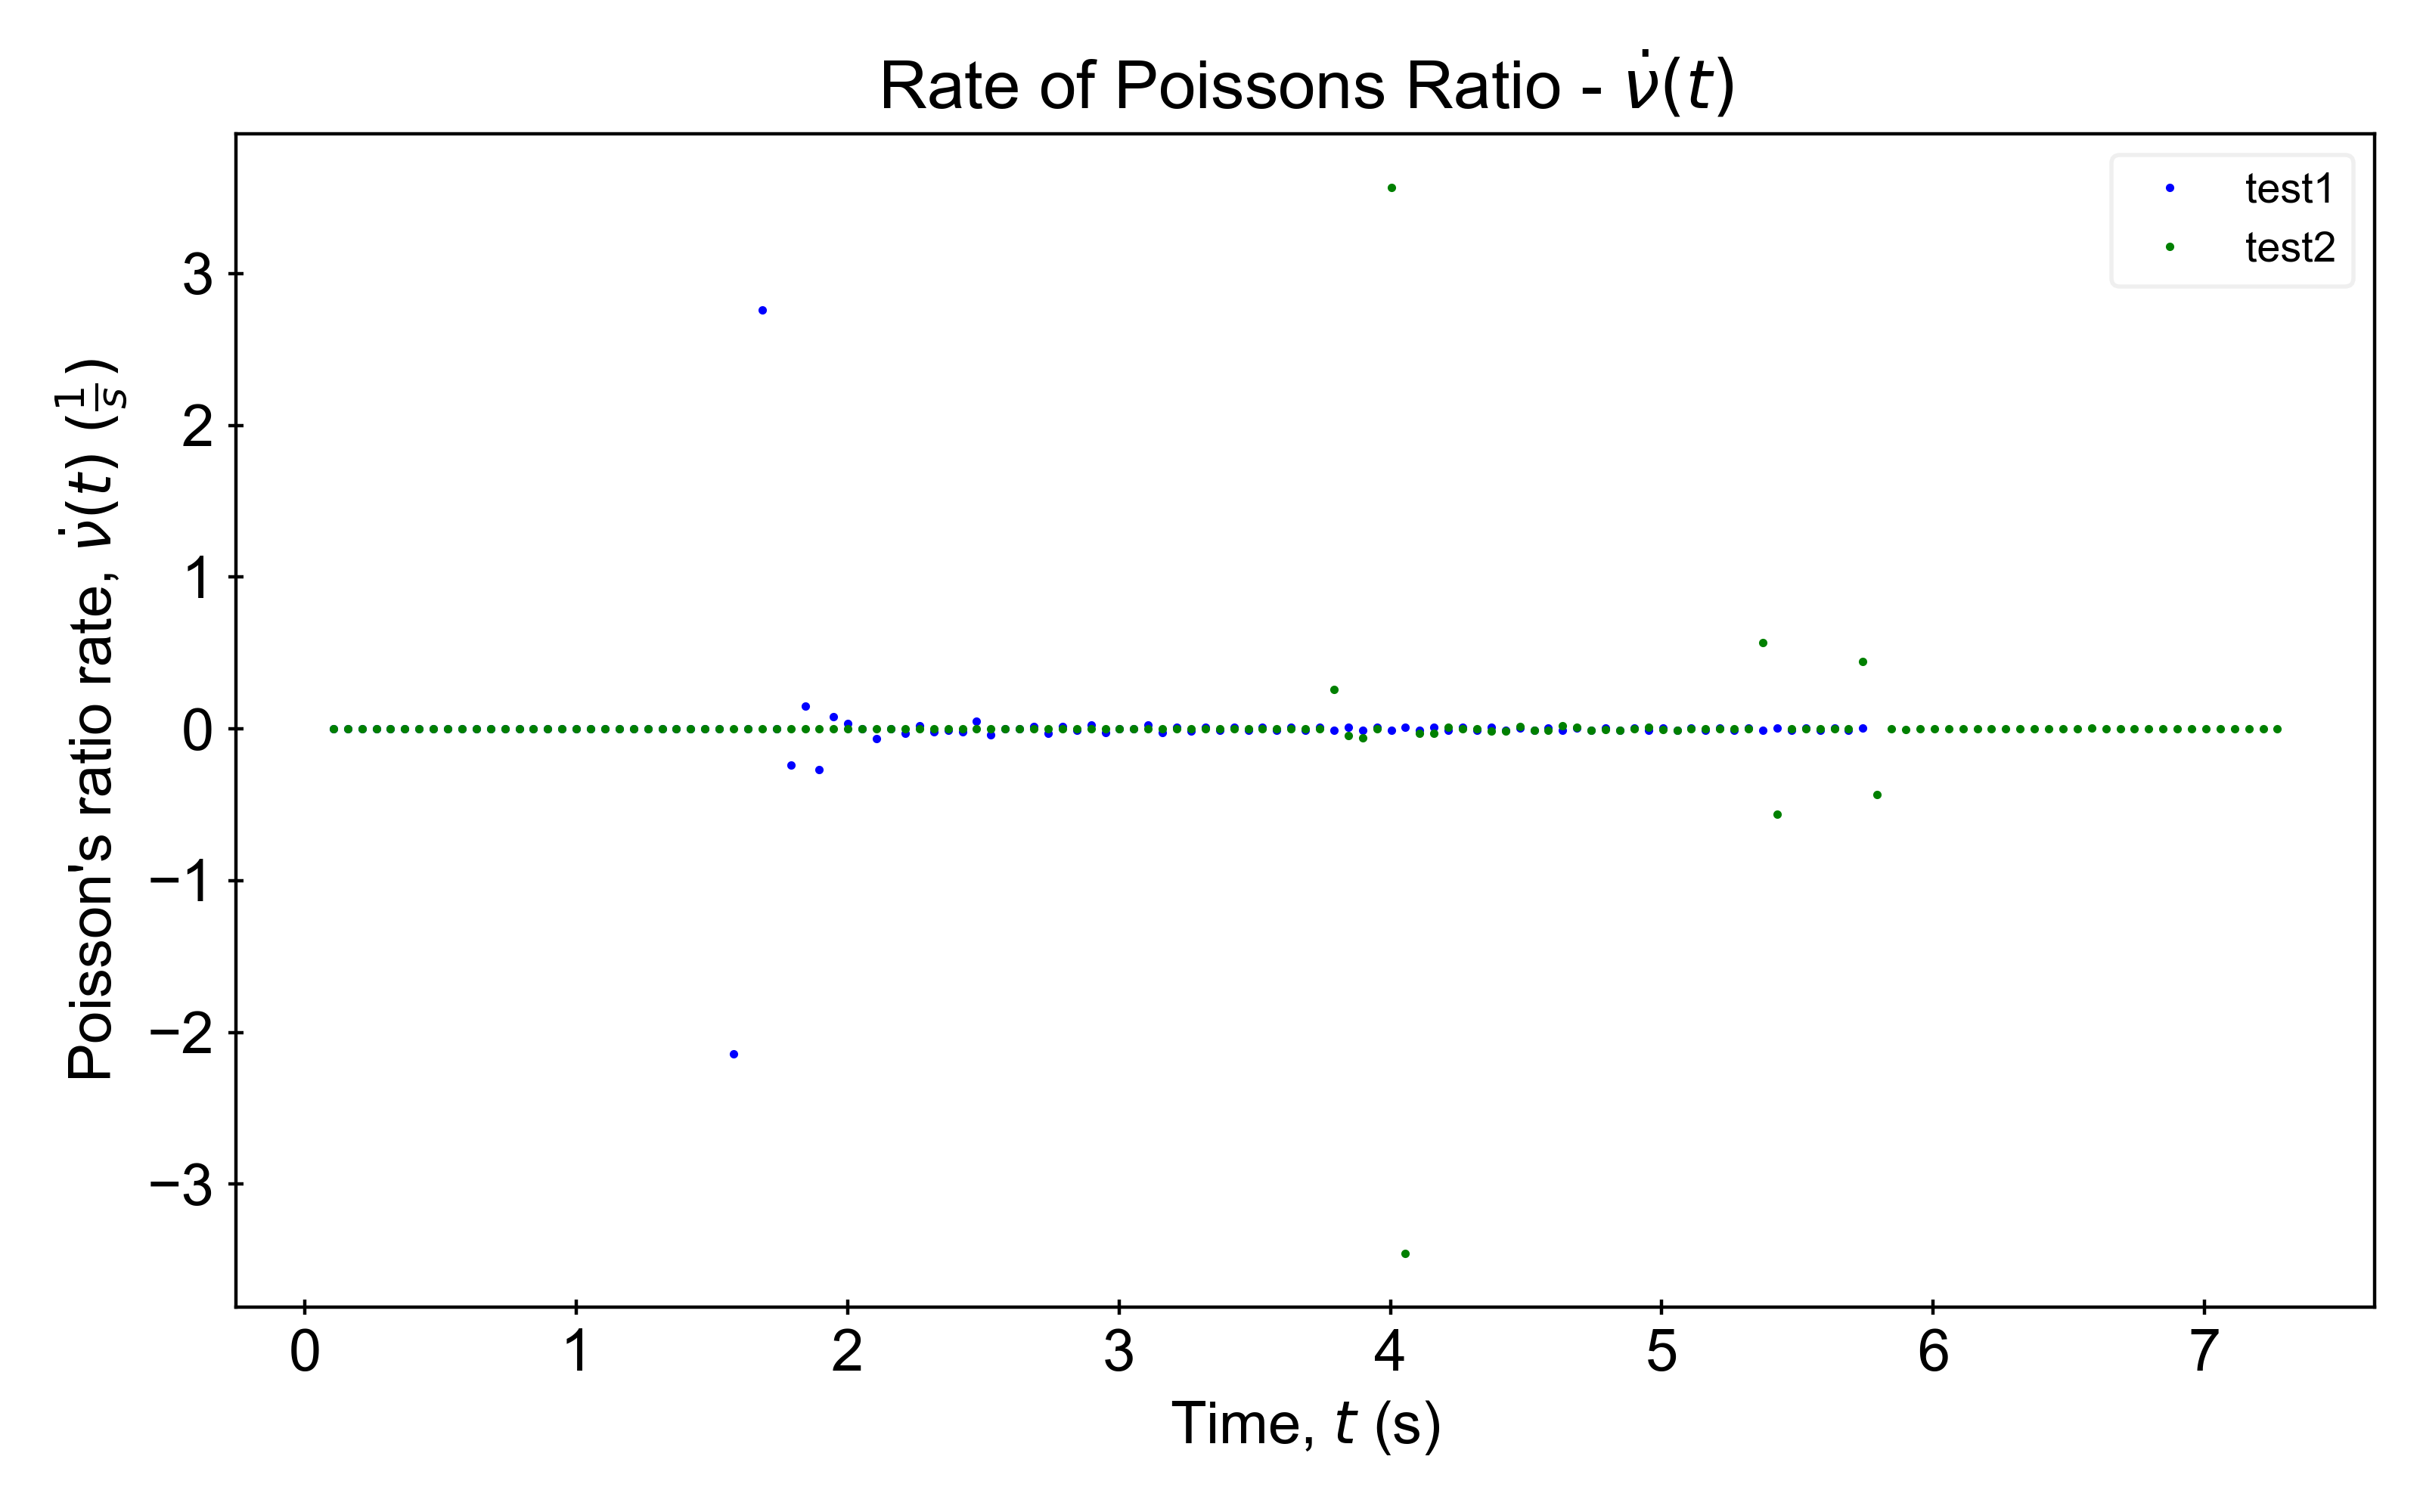 Rate of Poissons Ratio - ν̇(t)
test1
test2
Poisson's ratio rate, ν̇(t) (1/s)
3
2
1
0
−1
−2
−3
0 1 2 3 4 5 6 7
Time, t (s)